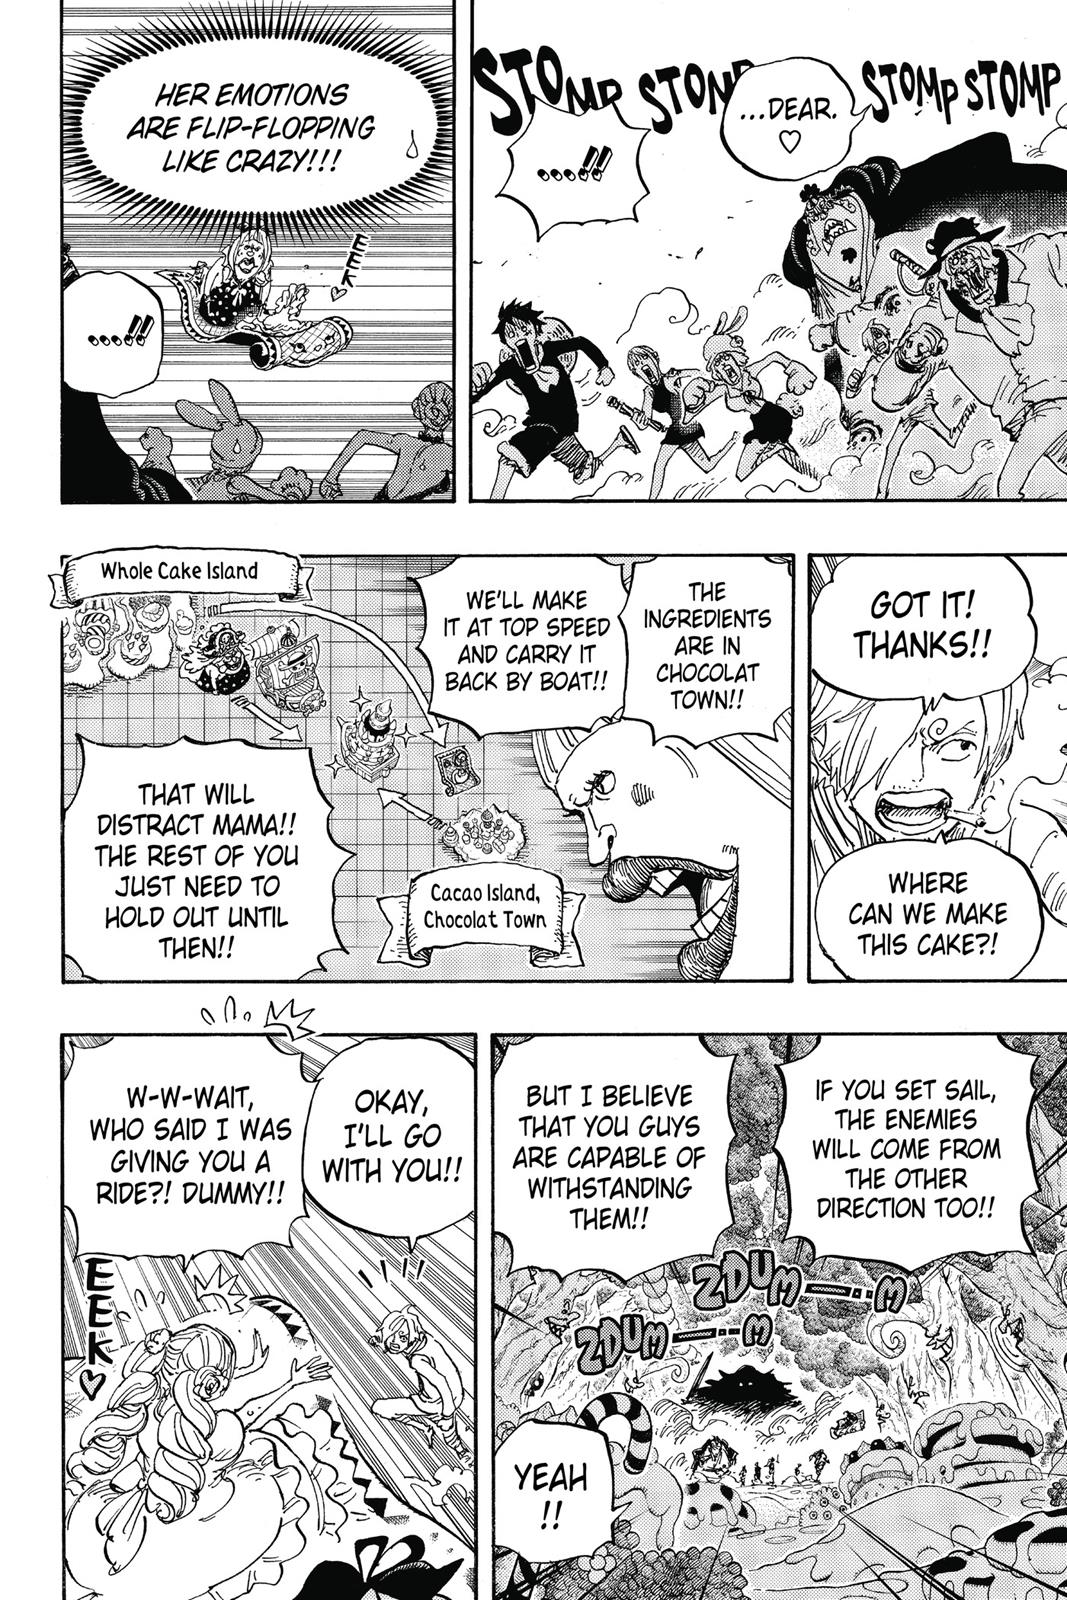 STOMP STOMP
STOMP STOMP
...DEAR.
♡
...!!
HER EMOTIONS
ARE FLIP-FLOPPING
LIKE CRAZY!!!
EEK♡
...!!
GOT IT!
THANKS!!
WHERE
CAN WE MAKE
THIS CAKE?!
THE
INGREDIENTS
ARE IN
CHOCOLAT
TOWN!!
WE'LL MAKE
IT AT TOP SPEED
AND CARRY IT
BACK BY BOAT!!
Whole Cake Island
Cacao Island,
Chocolat Town
THAT WILL
DISTRACT MAMA!!
THE REST OF YOU
JUST NEED TO
HOLD OUT UNTIL
THEN!!
IF YOU SET SAIL,
THE ENEMIES
WILL COME FROM
THE OTHER
DIRECTION TOO!!
BUT I BELIEVE
THAT YOU GUYS
ARE CAPABLE OF
WITHSTANDING
THEM!!
ZDUM—··—M
ZDUM—··—M
YEAH
!!
OKAY,
I'LL GO
WITH YOU!!
W-W-WAIT,
WHO SAID I WAS
GIVING YOU A
RIDE?! DUMMY!!
EEK♡